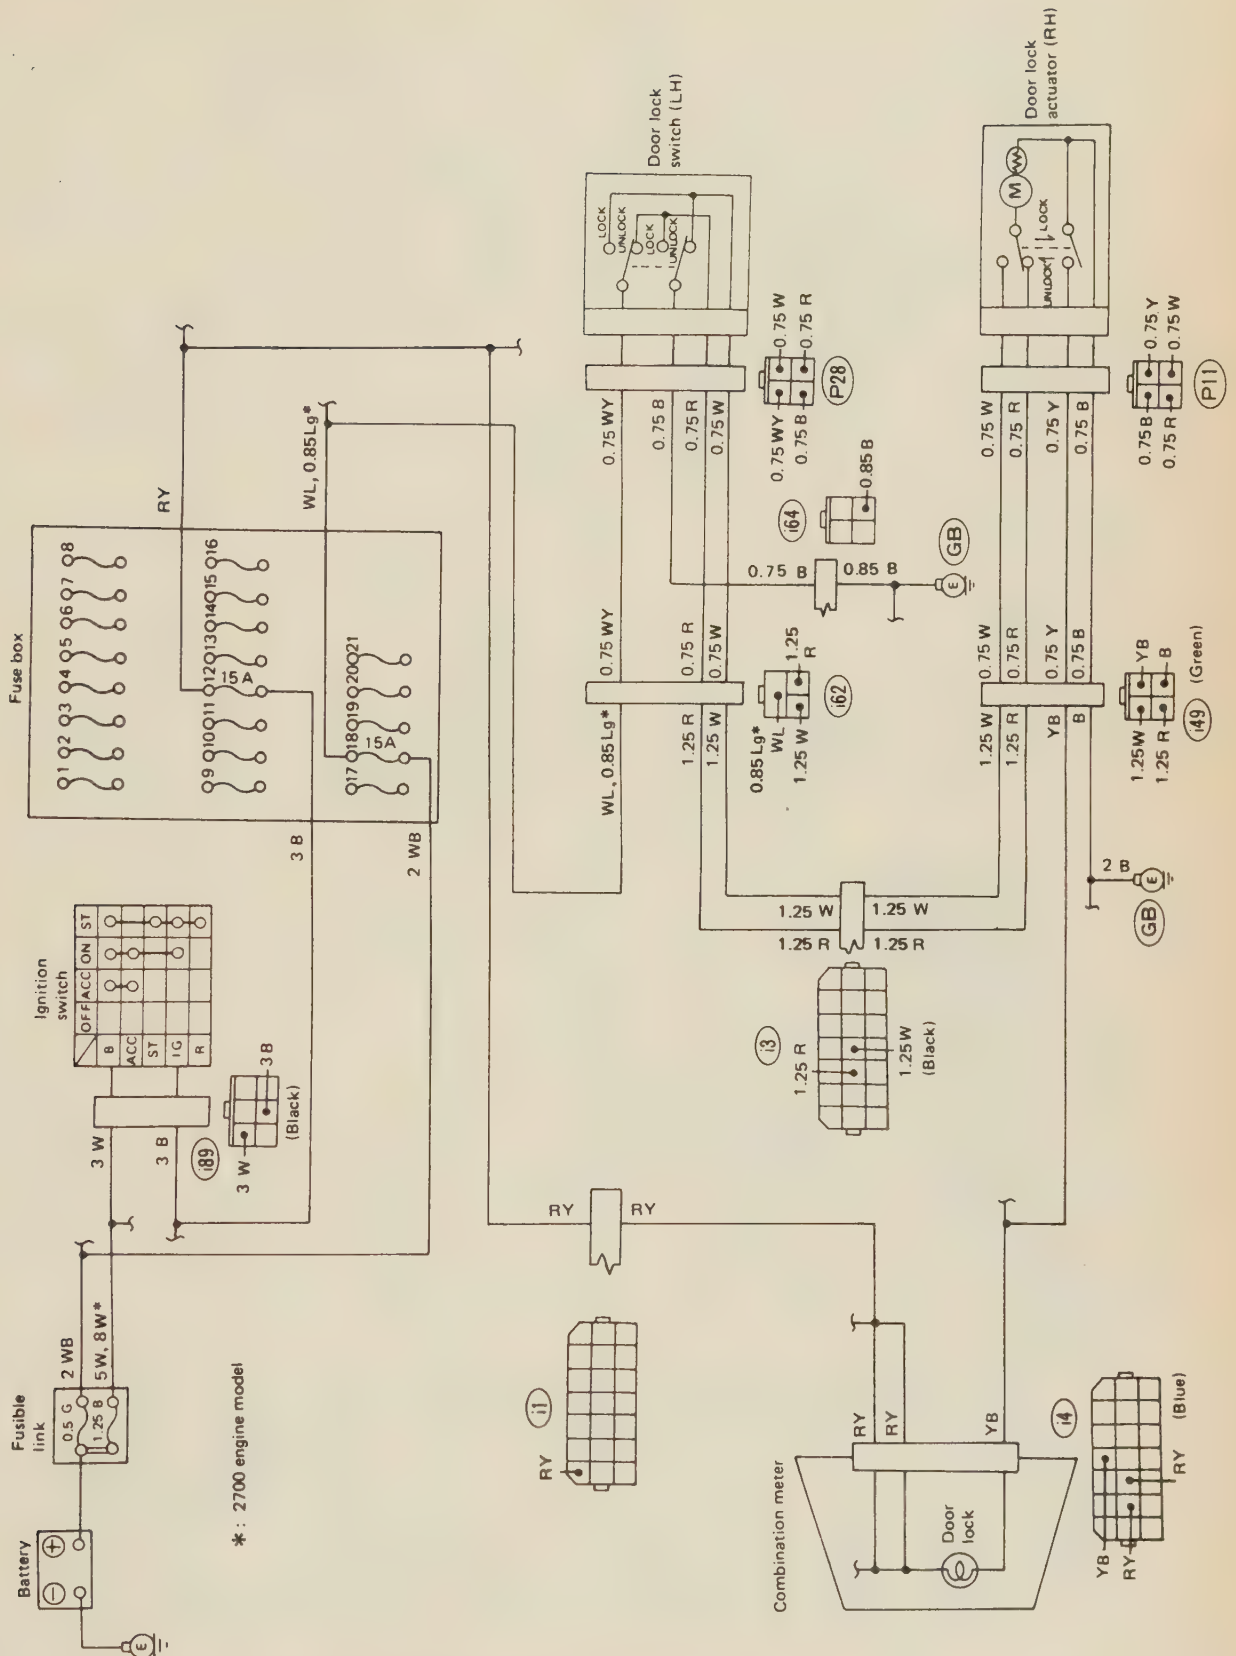 Battery
Fusible
link
0.5 G
1.25 B
2 WB
5W, 8W*
E
* : 2700 engine model
Ignition
switch
OFF ACC ON ST
B
ACC
ST
IG
R
3 W
3 B
i89
3 W
3 B
(Black)
Fuse box
1 2 3 4 5 6 7 8
9 10 11 12 13 14 15 16
15A
17 18 19 20 21
15A
3 B
2 WB
RY
WL, 0.85Lg*
Door lock
switch (LH)
LOCK
UNLOCK
LOCK
UNLOCK
0.75 WY
0.75 B
0.75 R
0.75 W
0.75 WY
0.75 W
0.75 B
0.75 R
P28
i64
0.85 B
0.75 B
0.85 B
E
GB
WL, 0.85Lg*
0.75 WY
1.25 R
0.75 R
1.25 W
0.75 W
0.85 Lg*
WL
1.25 W
1.25
R
i62
1.25 W
1.25 W
1.25 R
1.25 R
i3
1.25 R
1.25 W
(Black)
Door lock
actuator (RH)
M
UNLOCK
LOCK
0.75 W
0.75 R
0.75 Y
0.75 B
0.75 B
0.75 Y
0.75 R
0.75 W
P11
1.25 W
0.75 W
1.25 R
0.75 R
YB
0.75 Y
B
0.75 B
1.25W
YB
1.25 R
B
i49
(Green)
2 B
E
GB
RY
RY
i1
RY
Combination meter
Door
lock
RY
RY
YB
i4
YB
RY
RY
(Blue)